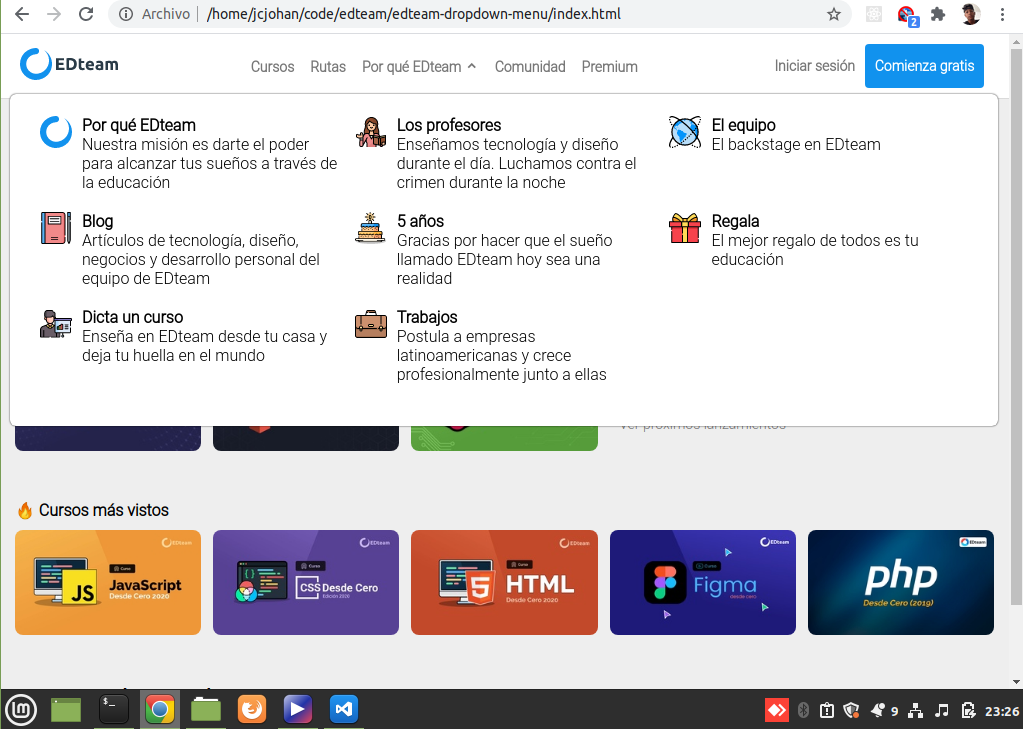 Archivo /home/jcjohan/code/edteam/edteam-dropdown-menu/index.html
2
EDteam
Cursos Rutas Por qué EDteam Comunidad Premium Iniciar sesión Comienza gratis
Por qué EDteam
Nuestra misión es darte el poder
para alcanzar tus sueños a través de
la educación
Los profesores
Enseñamos tecnología y diseño
durante el día. Luchamos contra el
crimen durante la noche
El equipo
El backstage en EDteam
Blog
Artículos de tecnología, diseño,
negocios y desarrollo personal del
equipo de EDteam
5 años
Gracias por hacer que el sueño
llamado EDteam hoy sea una
realidad
Regala
El mejor regalo de todos es tu
educación
Dicta un curso
Enseña en EDteam desde tu casa y
deja tu huella en el mundo
Trabajos
Postula a empresas
latinoamericanas y crece
profesionalmente junto a ellas
Ver próximos lanzamientos
Cursos más vistos
EDteam
Curso
JS
JavaScript
Desde Cero 2020
EDteam
Curso
CSS Desde Cero
Edición 2020
EDteam
Curso
5
HTML
Desde Cero 2020
EDteam
Curso
Figma
desde cero
EDteam
php
Desde Cero (2019)
9
23:26